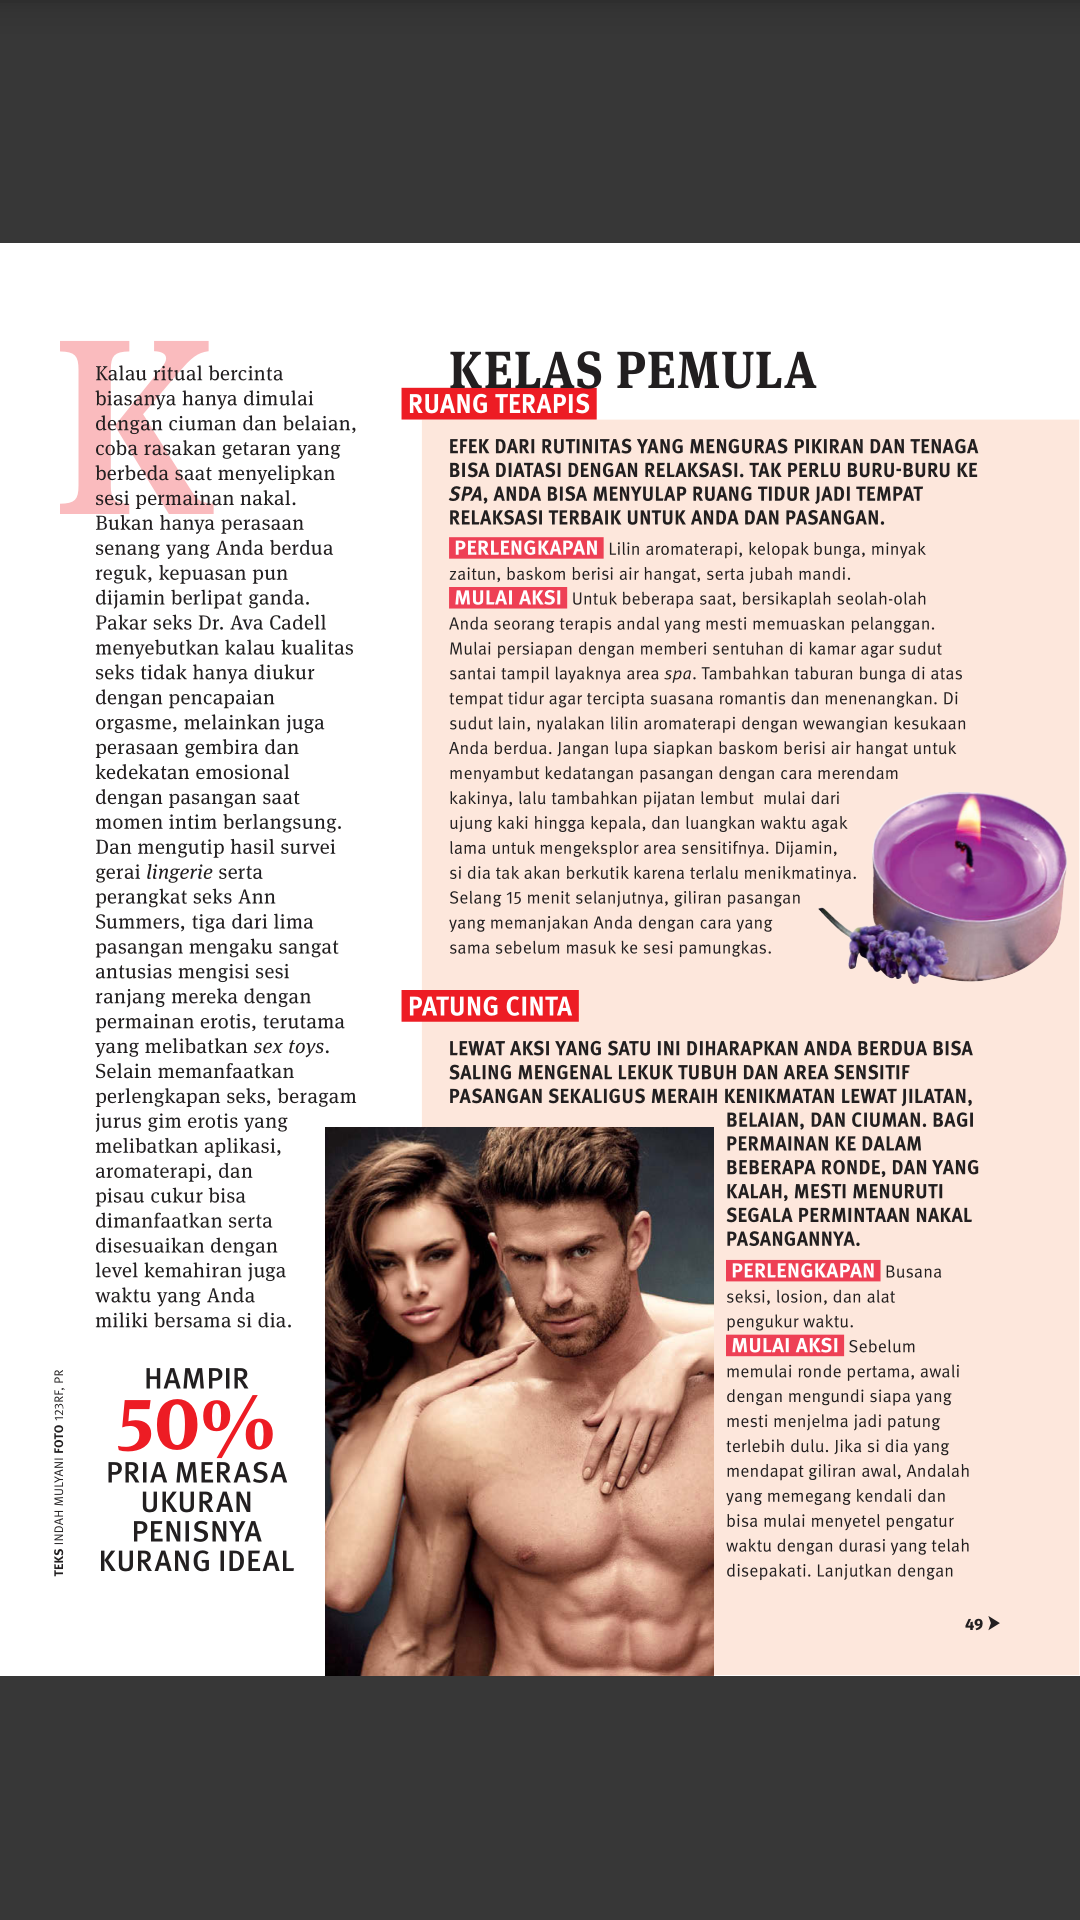 K
Kalau ritual bercinta
biasanya hanya dimulai
dengan ciuman dan belaian,
coba rasakan getaran yang
berbeda saat menyelipkan
sesi permainan nakal.
Bukan hanya perasaan
senang yang Anda berdua
reguk, kepuasan pun
dijamin berlipat ganda.
Pakar seks Dr. Ava Cadell
menyebutkan kalau kualitas
seks tidak hanya diukur
dengan pencapaian
orgasme, melainkan juga
perasaan gembira dan
kedekatan emosional
dengan pasangan saat
momen intim berlangsung.
Dan mengutip hasil survei
gerai lingerie serta
perangkat seks Ann
Summers, tiga dari lima
pasangan mengaku sangat
antusias mengisi sesi
ranjang mereka dengan
permainan erotis, terutama
yang melibatkan sex toys.
Selain memanfaatkan
perlengkapan seks, beragam
jurus gim erotis yang
melibatkan aplikasi,
aromaterapi, dan
pisau cukur bisa
dimanfaatkan serta
disesuaikan dengan
level kemahiran juga
waktu yang Anda
miliki bersama si dia.
HAMPIR
50%
PRIA MERASA
UKURAN
PENISNYA
KURANG IDEAL
TEKS INDAH MULYANI FOTO 123RF, PR
KELAS PEMULA
RUANG TERAPIS
EFEK DARI RUTINITAS YANG MENGURAS PIKIRAN DAN TENAGA
BISA DIATASI DENGAN RELAKSASI. TAK PERLU BURU-BURU KE
SPA, ANDA BISA MENYULAP RUANG TIDUR JADI TEMPAT
RELAKSASI TERBAIK UNTUK ANDA DAN PASANGAN.
PERLENGKAPAN Lilin aromaterapi, kelopak bunga, minyak
zaitun, baskom berisi air hangat, serta jubah mandi.
MULAI AKSI Untuk beberapa saat, bersikaplah seolah-olah
Anda seorang terapis andal yang mesti memuaskan pelanggan.
Mulai persiapan dengan memberi sentuhan di kamar agar sudut
santai tampil layaknya area spa. Tambahkan taburan bunga di atas
tempat tidur agar tercipta suasana romantis dan menenangkan. Di
sudut lain, nyalakan lilin aromaterapi dengan wewangian kesukaan
Anda berdua. Jangan lupa siapkan baskom berisi air hangat untuk
menyambut kedatangan pasangan dengan cara merendam
kakinya, lalu tambahkan pijatan lembut mulai dari
ujung kaki hingga kepala, dan luangkan waktu agak
lama untuk mengeksplor area sensitifnya. Dijamin,
si dia tak akan berkutik karena terlalu menikmatinya.
Selang 15 menit selanjutnya, giliran pasangan
yang memanjakan Anda dengan cara yang
sama sebelum masuk ke sesi pamungkas.
PATUNG CINTA
LEWAT AKSI YANG SATU INI DIHARAPKAN ANDA BERDUA BISA
SALING MENGENAL LEKUK TUBUH DAN AREA SENSITIF
PASANGAN SEKALIGUS MERAIH KENIKMATAN LEWAT JILATAN,
BELAIAN, DAN CIUMAN. BAGI
PERMAINAN KE DALAM
BEBERAPA RONDE, DAN YANG
KALAH, MESTI MENURUTI
SEGALA PERMINTAAN NAKAL
PASANGANNYA.
PERLENGKAPAN Busana
seksi, losion, dan alat
pengukur waktu.
MULAI AKSI Sebelum
memulai ronde pertama, awali
dengan mengundi siapa yang
mesti menjelma jadi patung
terlebih dulu. Jika si dia yang
mendapat giliran awal, Andalah
yang memegang kendali dan
bisa mulai menyetel pengatur
waktu dengan durasi yang telah
disepakati. Lanjutkan dengan
49